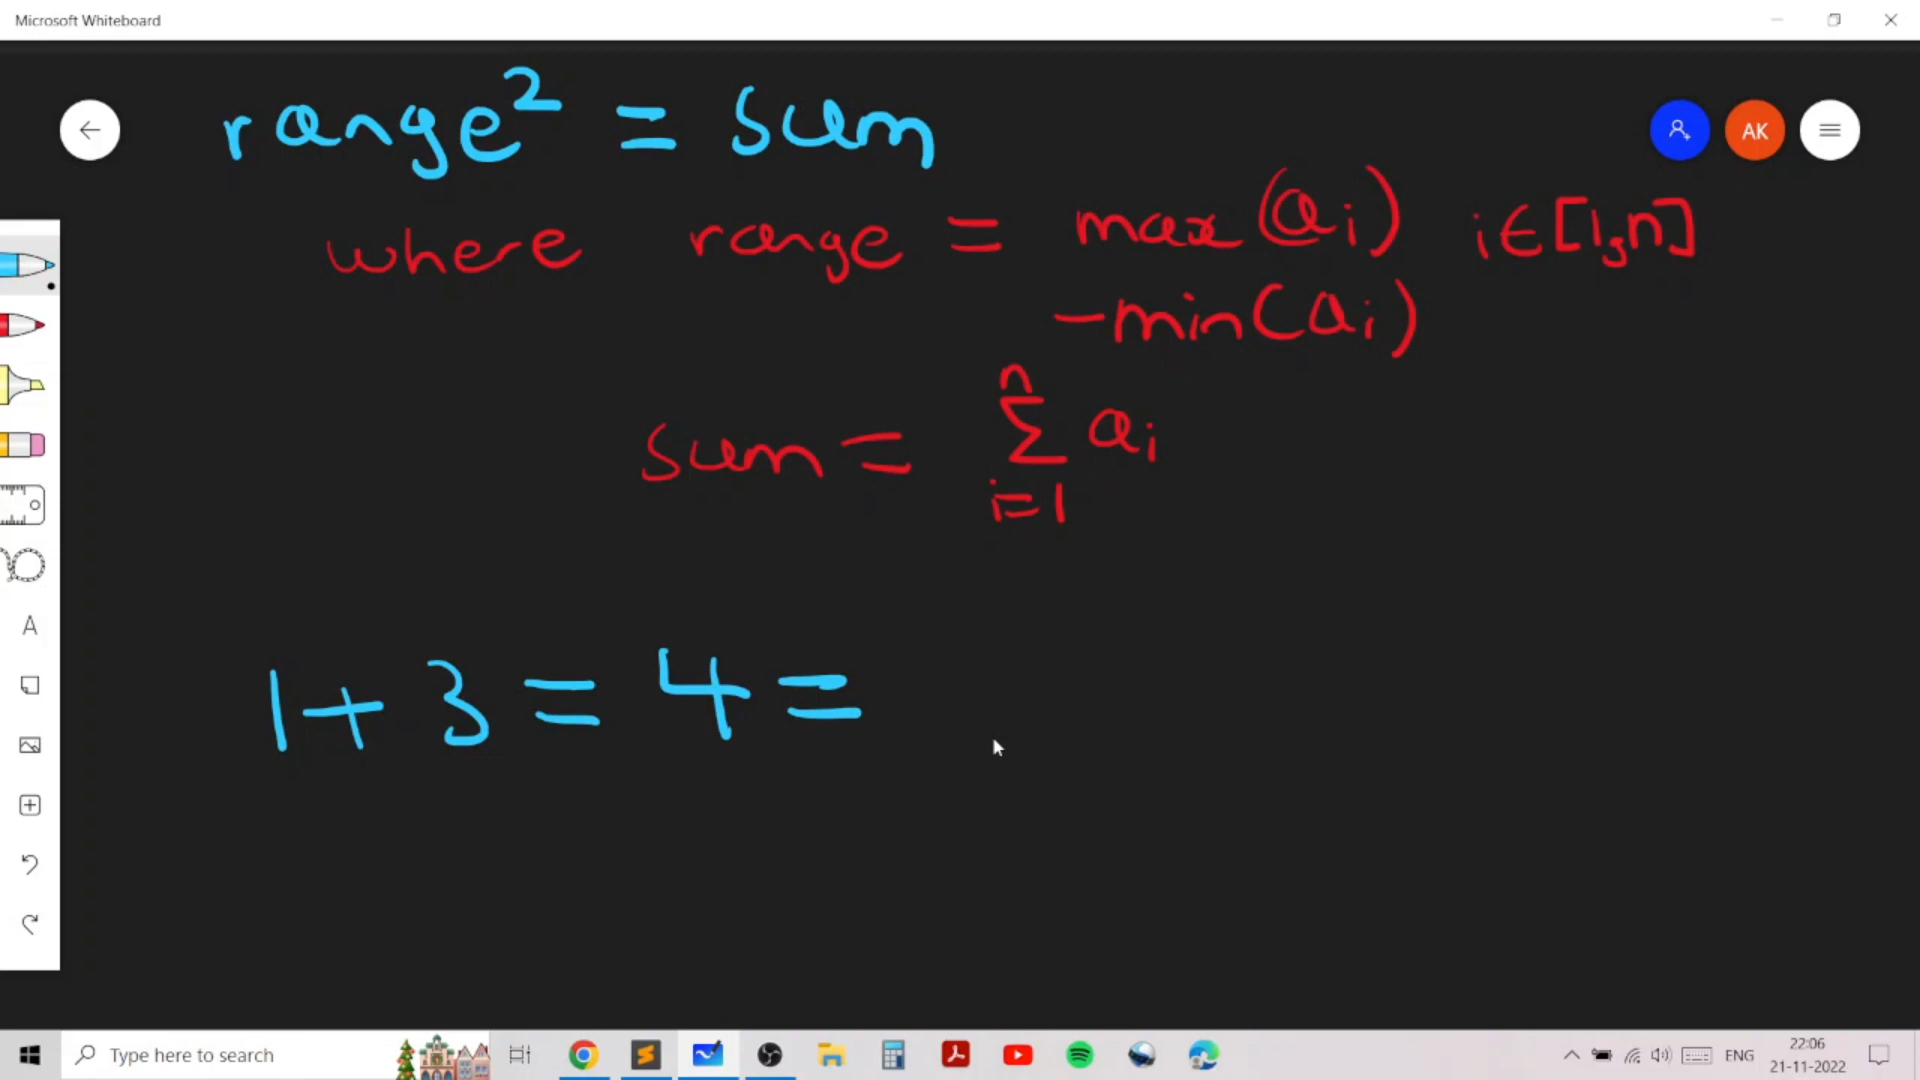 Microsoft Whiteboard
range² = sum
AK
where range = max(aᵢ) i∈[1,n]
-min(aᵢ)
n
sum = Σ aᵢ
i=1
A
1+3=4=
Type here to search
ENG
22:06
21-11-2022